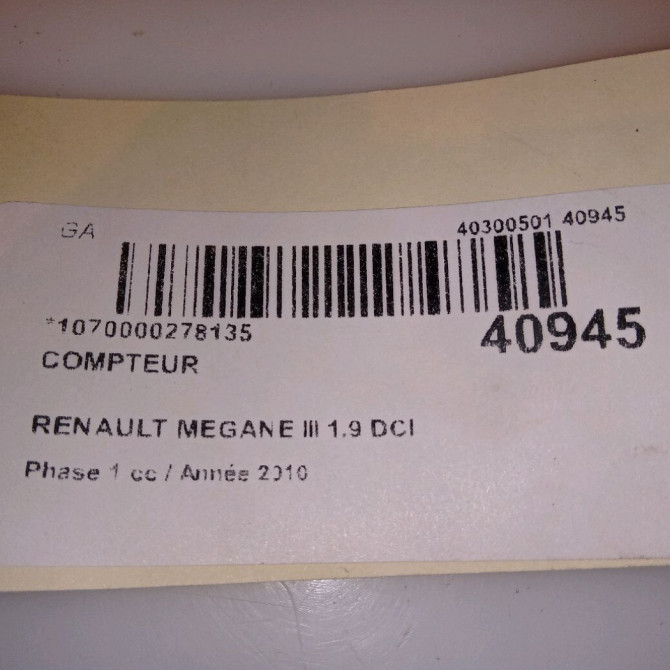 GA
40300501 40945
*1070000278135
40945
COMPTEUR
RENAULT MEGANE III 1.9 DCI
Phase 1 cc / Année 2010